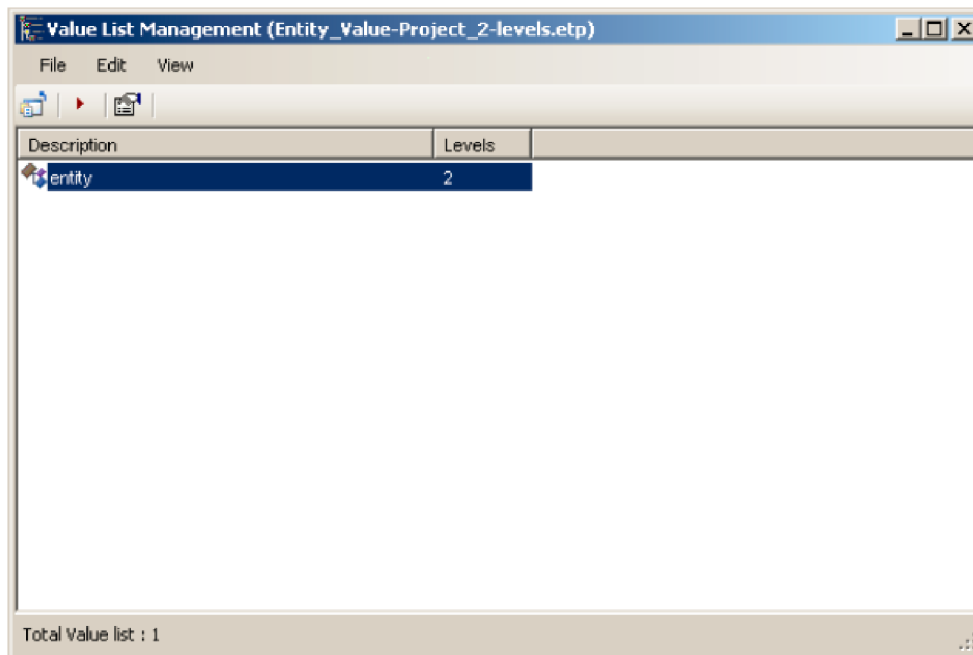 Value List Management (Entity_Value-Project_2-levels.etp)
File Edit View
Description Levels
entity 2
Total Value list : 1